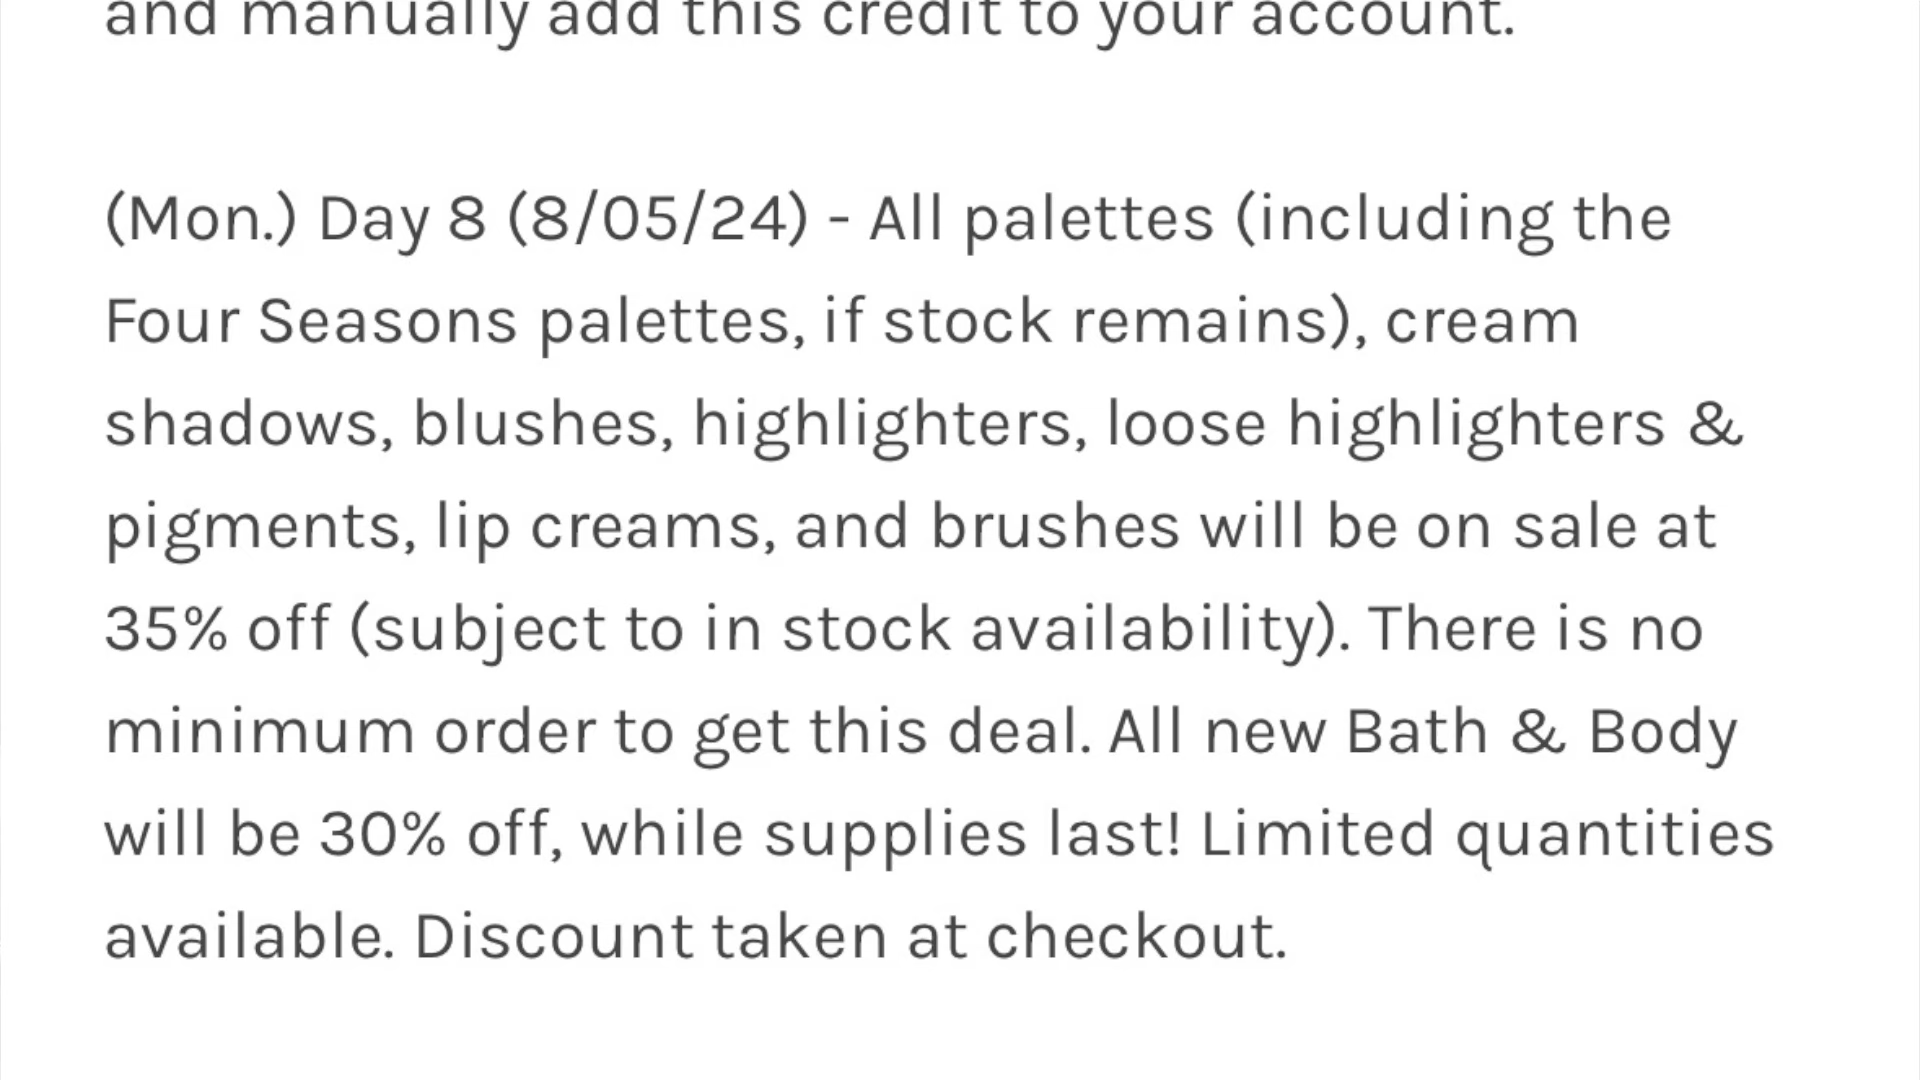 and manually add this credit to your account.
(Mon.) Day 8 (8/05/24) - All palettes (including the
Four Seasons palettes, if stock remains), cream
shadows, blushes, highlighters, loose highlighters &
pigments, lip creams, and brushes will be on sale at
35% off (subject to in stock availability). There is no
minimum order to get this deal. All new Bath & Body
will be 30% off, while supplies last! Limited quantities
available. Discount taken at checkout.